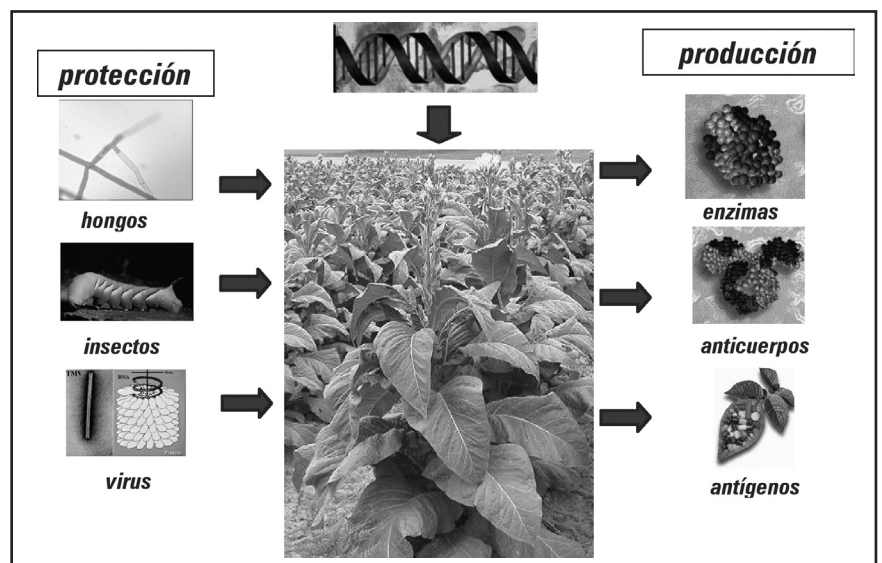 protección
producción
hongos
enzimas
insectos
anticuerpos
TMV
RNA
virus
antígenos